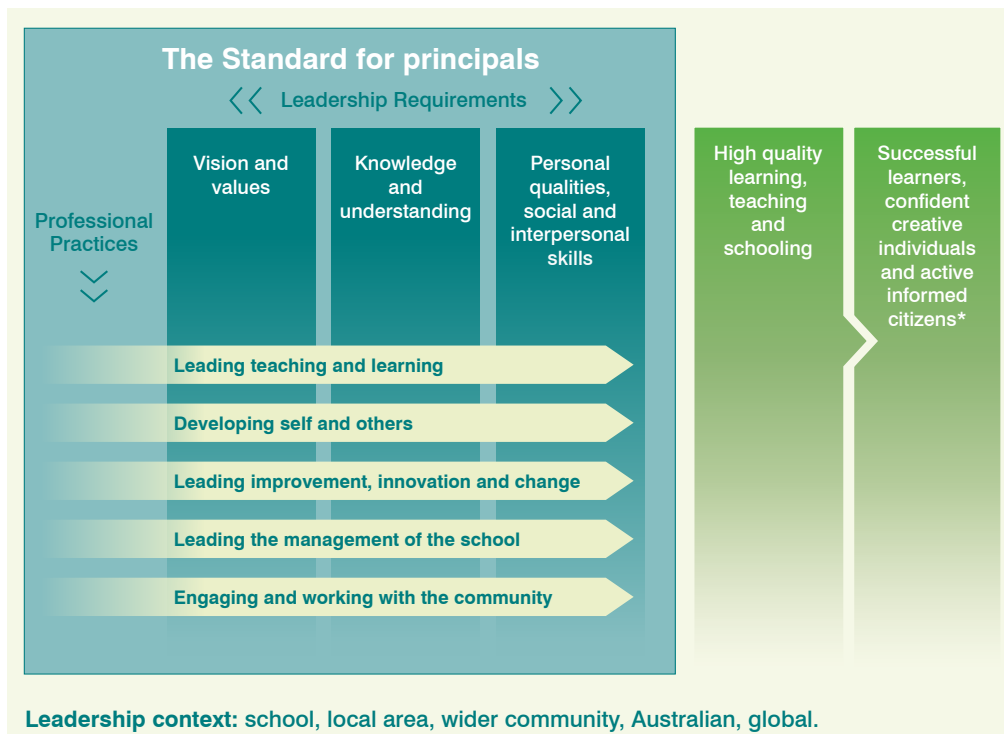 The Standard for principals
Leadership Requirements
Professional
Practices
Vision and
values
Knowledge
and
understanding
Personal
qualities,
social and
interpersonal
skills
High quality
learning,
teaching
and
schooling
Successful
learners,
confident
creative
individuals
and active
informed
citizens*
Leading teaching and learning
Developing self and others
Leading improvement, innovation and change
Leading the management of the school
Engaging and working with the community
Leadership context: school, local area, wider community, Australian, global.